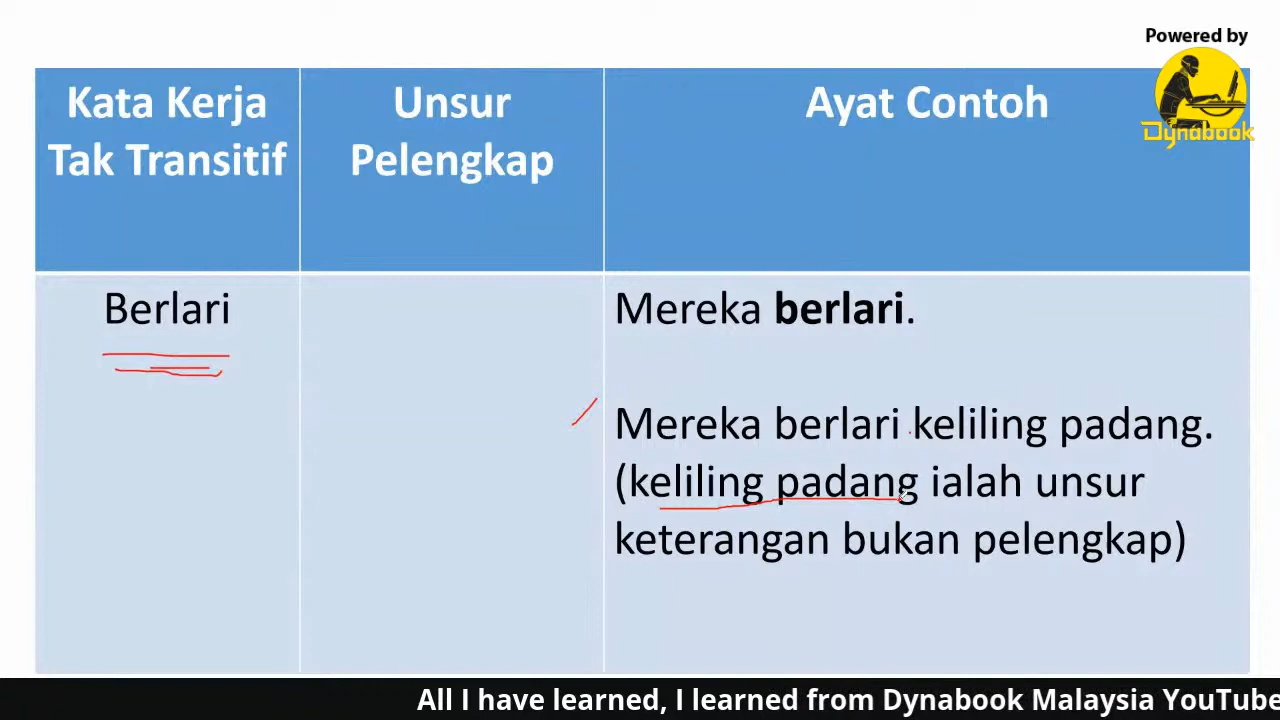 Powered by
Dynabook
Kata Kerja
Tak Transitif
Unsur
Pelengkap
Ayat Contoh
Berlari
Mereka berlari.
Mereka berlari keliling padang.
(keliling padang ialah unsur
keterangan bukan pelengkap)
All I have learned, I learned from Dynabook Malaysia YouTube